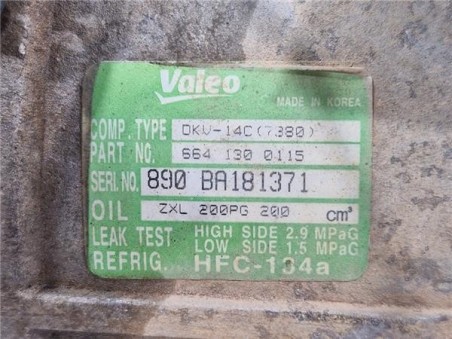 Valeo
MADE IN KOREA
COMP. TYPE DKV-14C(7380)
PART NO. 664 130 0115
SERI.NO. 890 BA181371
OIL ZXL 200PG 200 cm³
LEAK TEST HIGH SIDE 2.9 MPaG
LOW SIDE 1.5 MPaG
REFRIG. HFC-134a